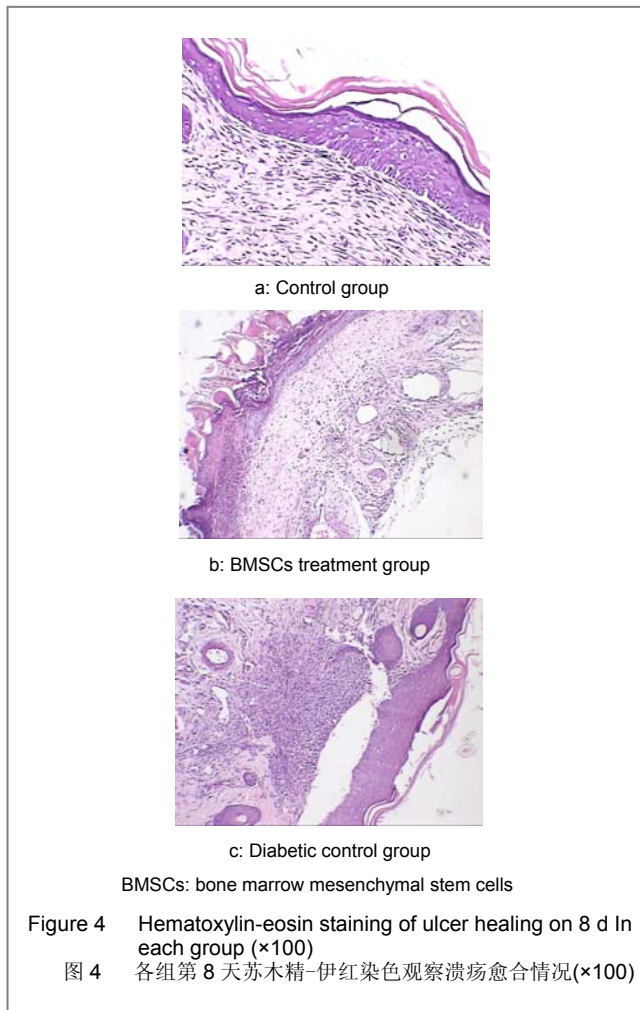 a: Control group
b: BMSCs treatment group
c: Diabetic control group
BMSCs: bone marrow mesenchymal stem cells
Figure 4 Hematoxylin-eosin staining of ulcer healing on 8 d In
each group (×100)
图 4 各组第 8 天苏木精-伊红染色观察溃疡愈合情况(×100)